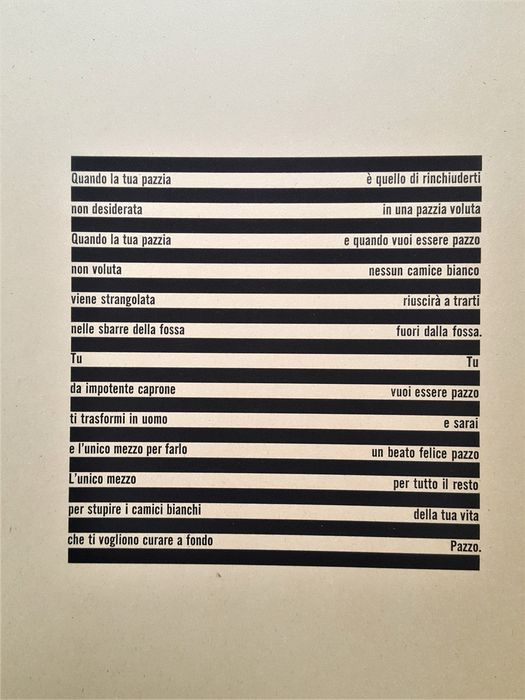 Quando la tua pazzia
non desiderata
Quando la tua pazzia
non voluta
viene strangolata
nelle sbarre della fossa
Tu
da impotente caprone
ti trasformi in uomo
e l'unico mezzo per farlo
L'unico mezzo
per stupire i camici bianchi
che ti vogliono curare a fondo
è quello di rinchiuderti
in una pazzia voluta
e quando vuoi essere pazzo
nessun camice bianco
riuscirà a trarti
fuori dalla fossa.
Tu
vuoi essere pazzo
e sarai
un beato felice pazzo
per tutto il resto
della tua vita
Pazzo.